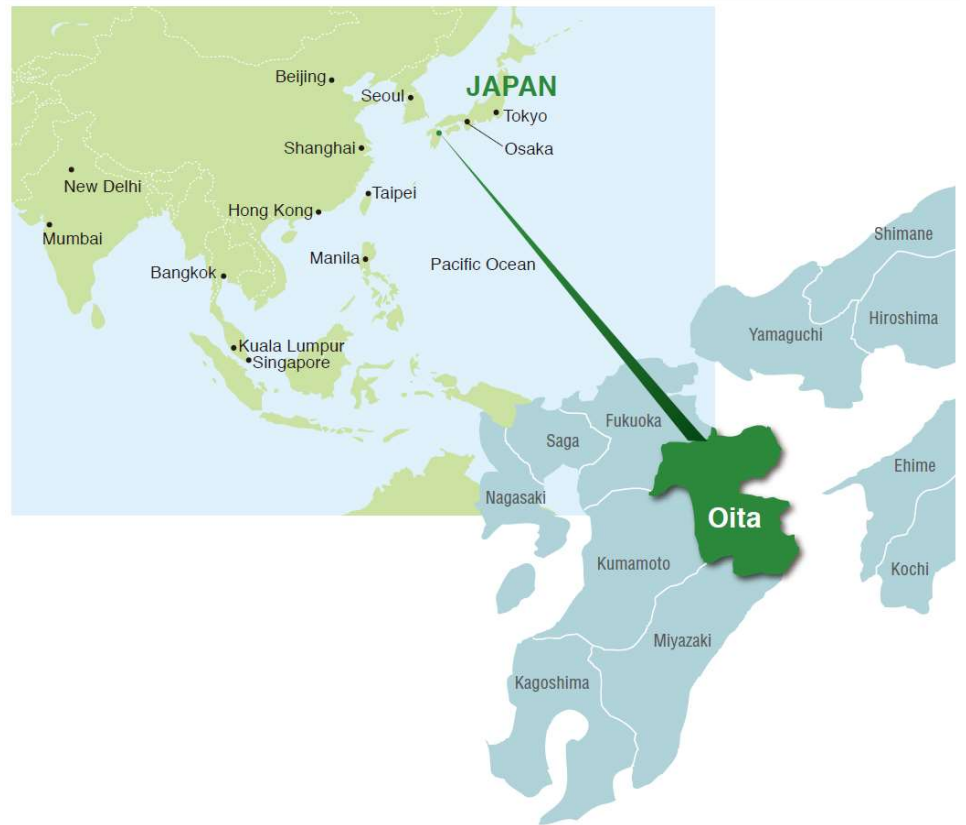 Beijing
Seoul
JAPAN
Tokyo
Osaka
Shanghai
New Delhi
Taipei
Hong Kong
Mumbai
Manila
Pacific Ocean
Bangkok
Kuala Lumpur
Singapore
Shimane
Hiroshima
Yamaguchi
Fukuoka
Saga
Ehime
Nagasaki
Oita
Kumamoto
Kochi
Miyazaki
Kagoshima